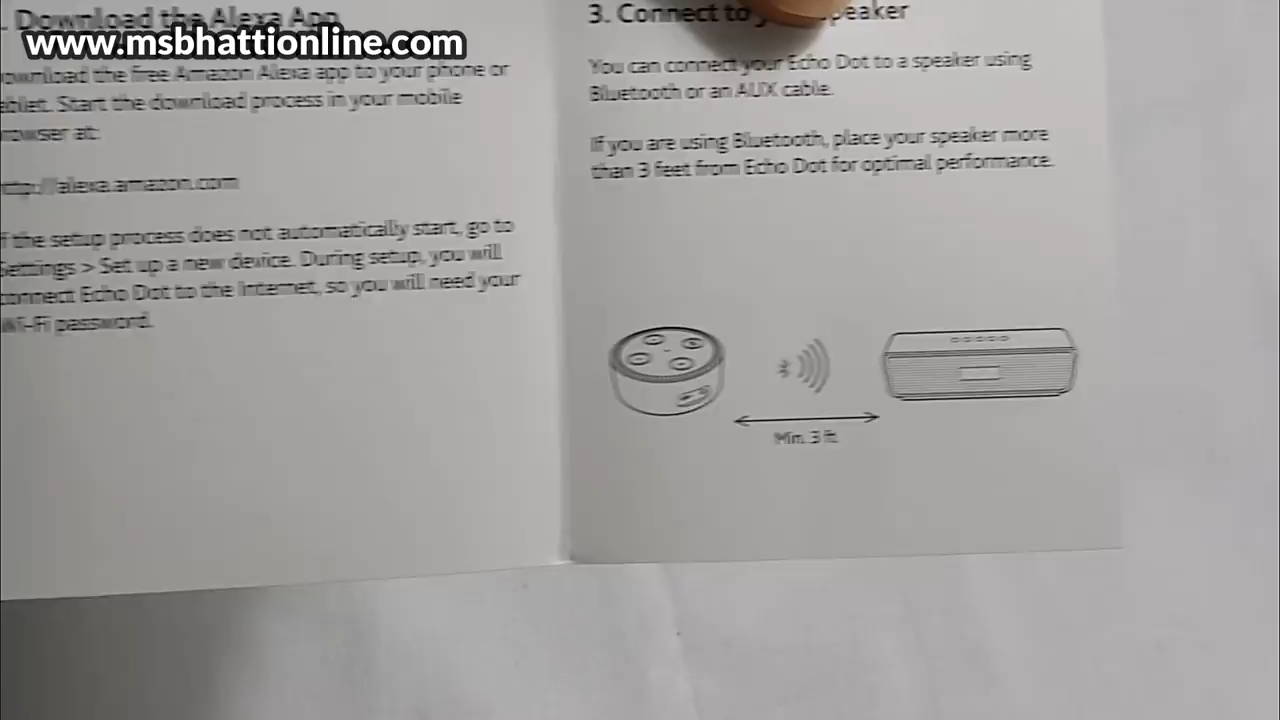 . Download the Alexa App
www.msbhattionline.com
ownload the free Amazon Alexa app to your phone or
ablet. Start the download process in your mobile
rowser at:
ttp://alexa.amazon.com
f the setup process does not automatically start, go to
Settings > Set up a new device. During setup, you will
connect Echo Dot to the Internet, so you will need your
Wi-Fi password.
3. Connect to y peaker
You can connect your Echo Dot to a speaker using
Bluetooth or an AUX cable.
If you are using Bluetooth, place your speaker more
than 3 feet from Echo Dot for optimal performance.
Min. 3 ft